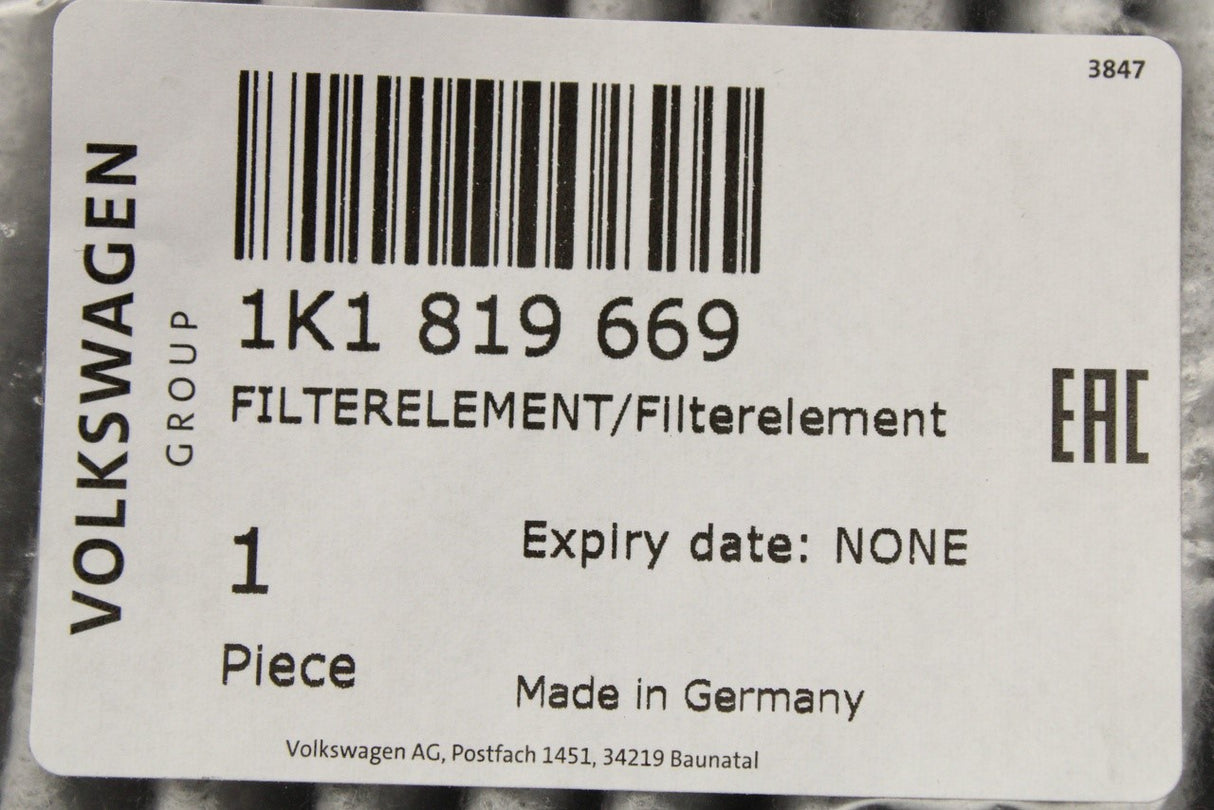 3847
VOLKSWAGEN
GROUP
1K1 819 669
FILTERELEMENT/Filterelement
EAC
1
Expiry date: NONE
Piece
Made in Germany
Volkswagen AG, Postfach 1451, 34219 Baunatal